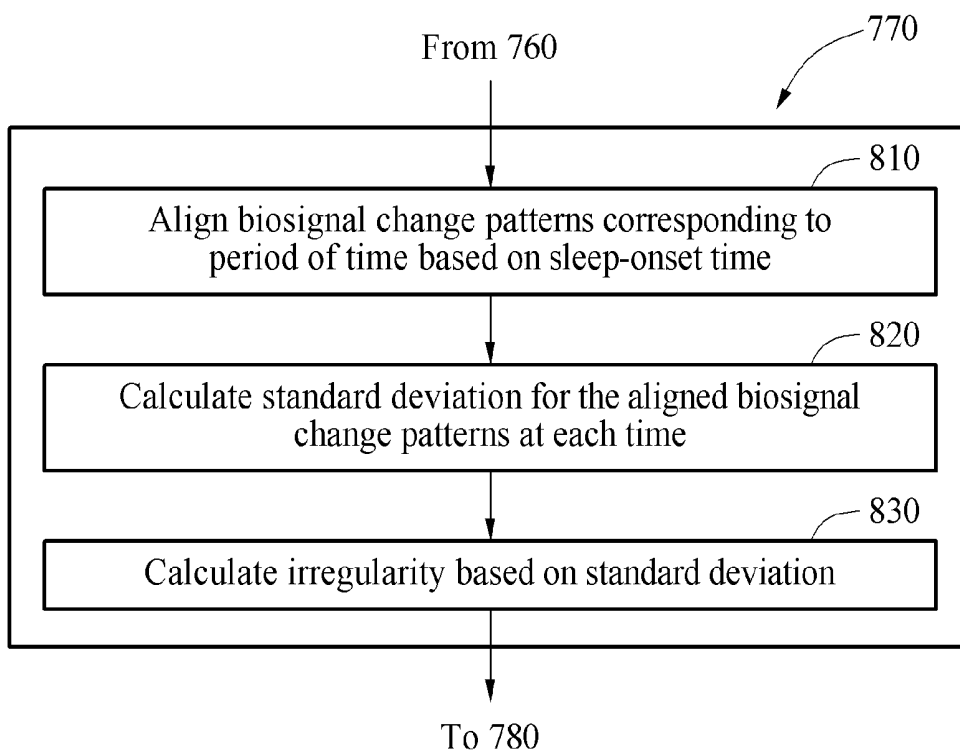 From 760
770
810
Align biosignal change patterns corresponding to
period of time based on sleep-onset time
820
Calculate standard deviation for the aligned biosignal
change patterns at each time
830
Calculate irregularity based on standard deviation
To 780